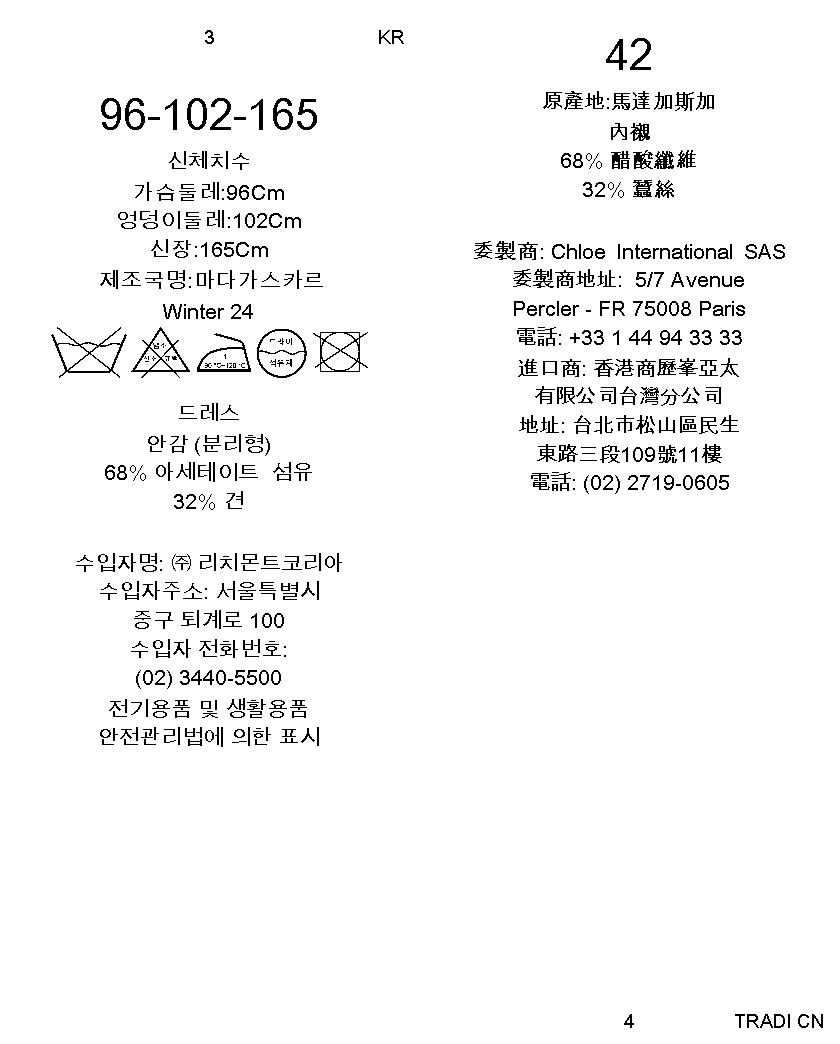 3 KR
96-102-165
신체치수
가슴둘레:96Cm
엉덩이둘레:102Cm
신장:165Cm
제조국명:마다가스카르
Winter 24
염소
산소 표백
1
90 °C~120 °C
드라이
석유계
드레스
안감 (분리형)
68% 아세테이트 섬유
32% 견
수입자명: ㈜ 리치몬트코리아
수입자주소: 서울특별시
중구 퇴계로 100
수입자 전화번호:
(02) 3440-5500
전기용품 및 생활용품
안전관리법에 의한 표시
42
原產地:馬達加斯加
內襯
68% 醋酸纖維
32% 蠶絲
委製商: Chloe International SAS
委製商地址: 5/7 Avenue
Percler - FR 75008 Paris
電話: +33 1 44 94 33 33
進口商: 香港商歷峯亞太
有限公司台灣分公司
地址: 台北市松山區民生
東路三段109號11樓
電話: (02) 2719-0605
4 TRADI CN